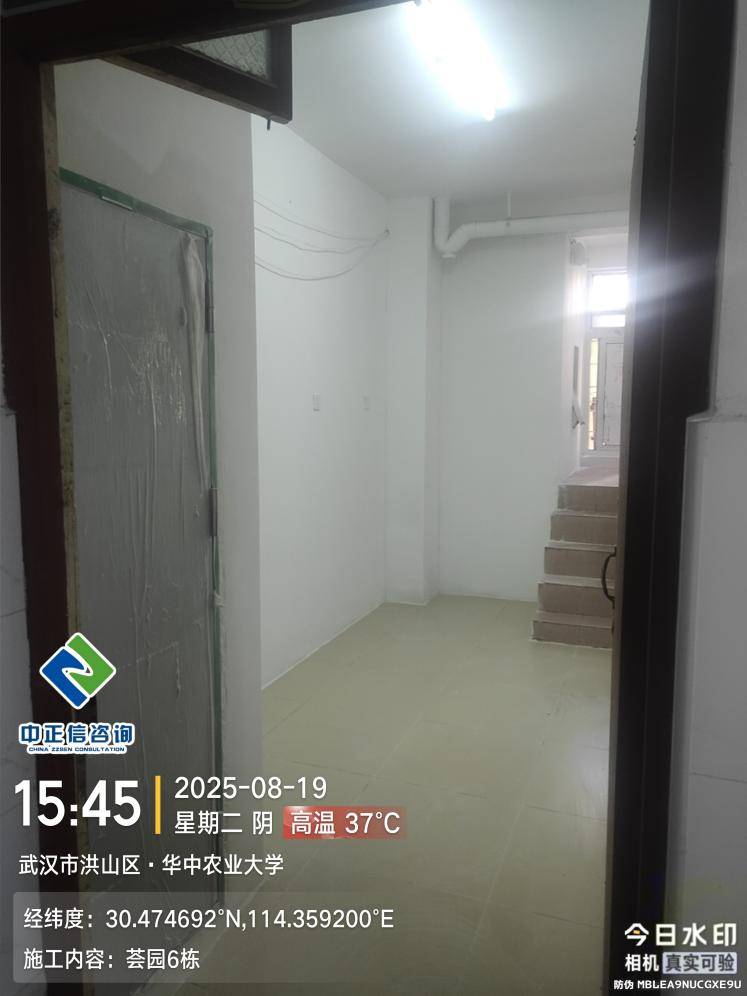 中正信咨询
CHINA ZZSEN CONSULTATION
15:45
2025-08-19
星期二 阴 高温 37°C
武汉市洪山区·华中农业大学
经纬度：30.474692°N,114.359200°E
施工内容：荟园6栋
今日水印
相机 真实可验
防伪 MBLEA9NUCGXE9U